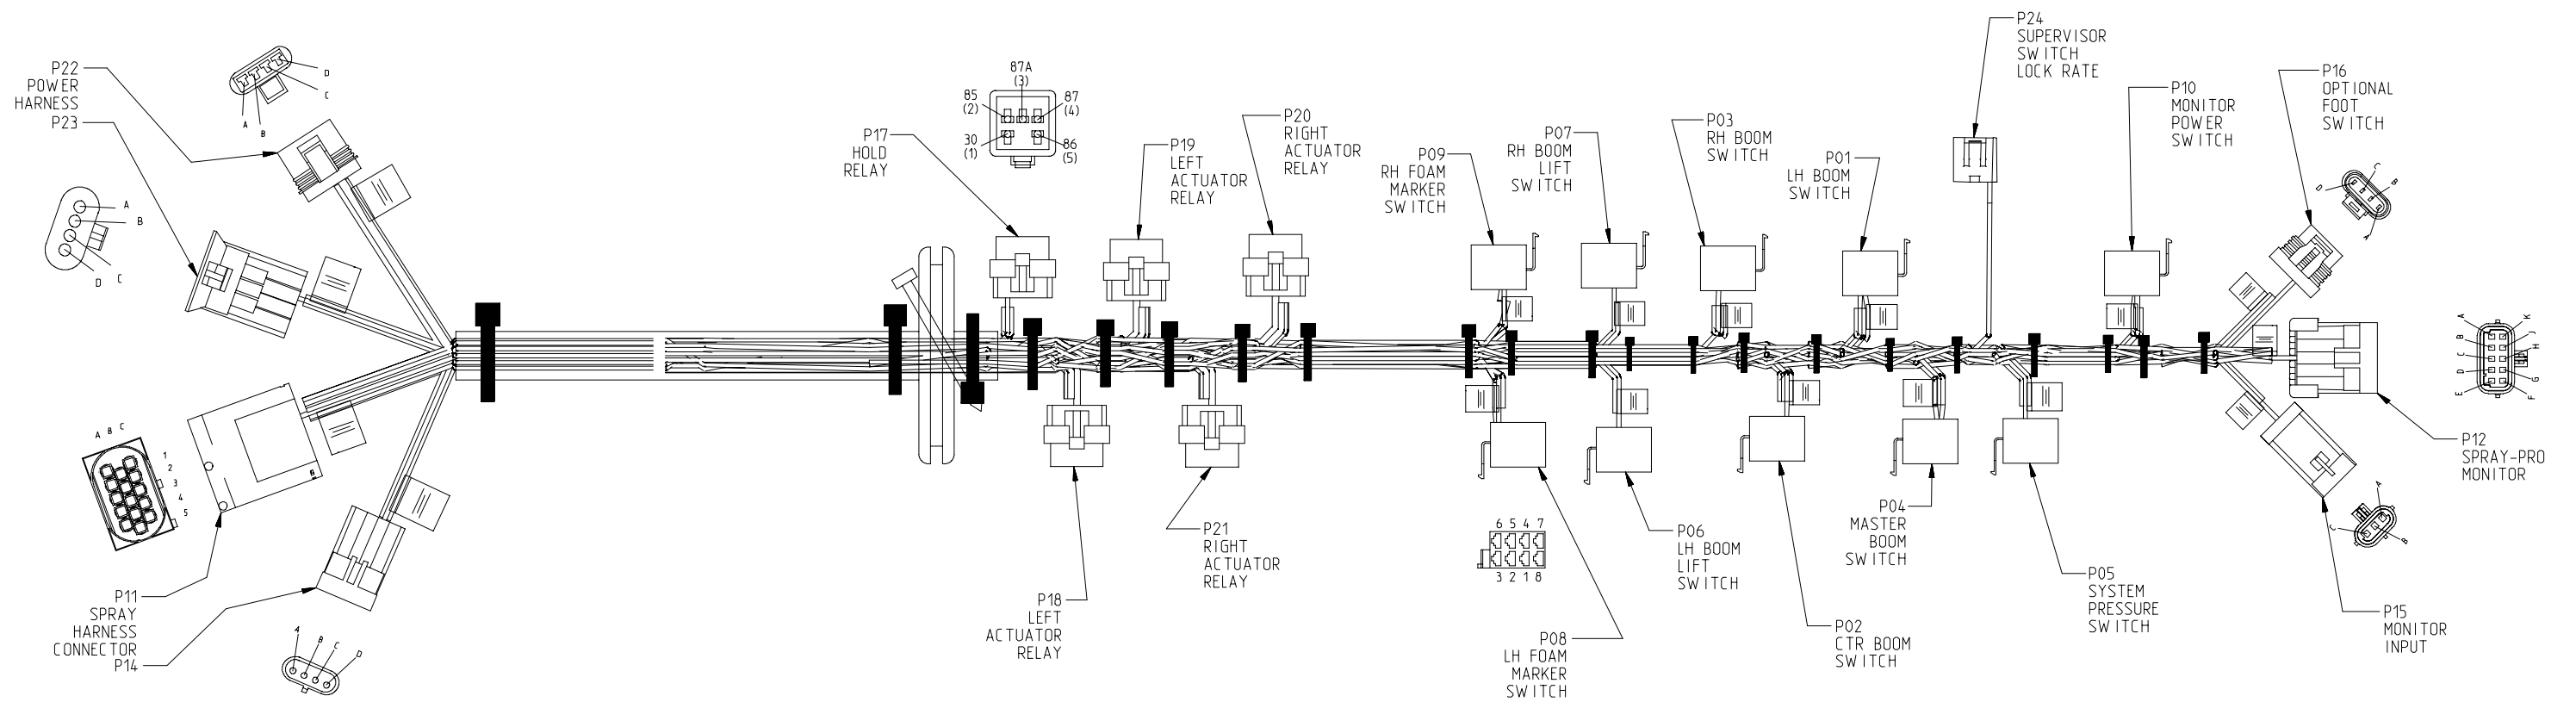 P22
POWER
HARNESS
P23
D
C
A
B
A
B
C
D
A B C
1
2
3
4
5
P11
SPRAY
HARNESS
CONNECTOR
P14
A
B
C
D
P17
HOLD
RELAY
87A
(3)
85
(2)
87
(4)
30
(1)
86
(5)
P19
LEFT
ACTUATOR
RELAY
P20
RIGHT
ACTUATOR
RELAY
P18
LEFT
ACTUATOR
RELAY
P21
RIGHT
ACTUATOR
RELAY
P09
RH FOAM
MARKER
SWITCH
P07
RH BOOM
LIFT
SWITCH
P03
RH BOOM
SWITCH
P01
LH BOOM
SWITCH
P24
SUPERVISOR
SWITCH
LOCK RATE
P10
MONITOR
POWER
SWITCH
P16
OPTIONAL
FOOT
SWITCH
C
B
D
A
6 5 4 7
3 2 1 8
P08
LH FOAM
MARKER
SWITCH
P06
LH BOOM
LIFT
SWITCH
P02
CTR BOOM
SWITCH
P04
MASTER
BOOM
SWITCH
P05
SYSTEM
PRESSURE
SWITCH
A
B
C
D
E
K
J
H
G
F
P12
SPRAY-PRO
MONITOR
A
C
B
P15
MONITOR
INPUT